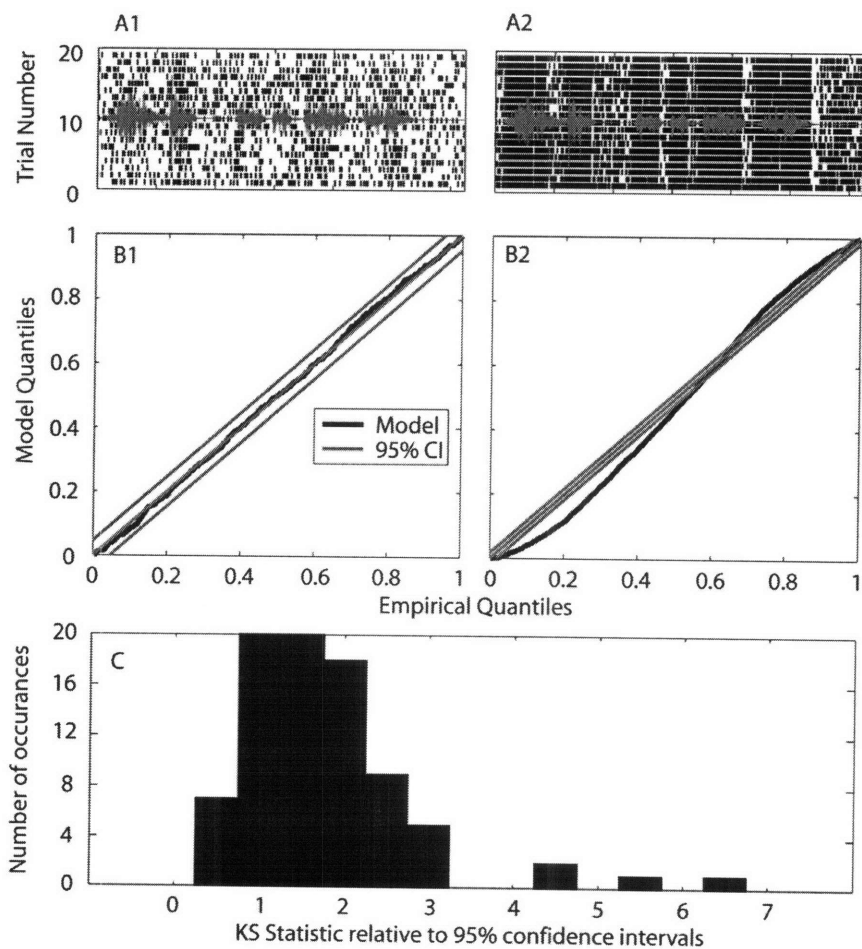 A1
A2
Trial Number
20
10
0
B1
B2
Model Quantiles
1
0.8
0.6
0.4
0.2
0
Model
95% CI
0 0.2 0.4 0.6 0.8 1
0 0.2 0.4 0.6 0.8 1
Empirical Quantiles
C
Number of occurances
20
16
12
8
4
0
0 1 2 3 4 5 6 7
KS Statistic relative to 95% confidence intervals